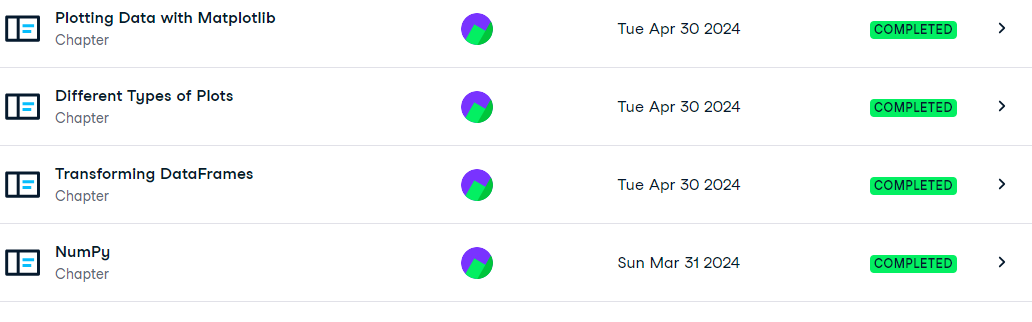 Plotting Data with Matplotlib
Chapter
Tue Apr 30 2024
COMPLETED
Different Types of Plots
Chapter
Tue Apr 30 2024
COMPLETED
Transforming DataFrames
Chapter
Tue Apr 30 2024
COMPLETED
NumPy
Chapter
Sun Mar 31 2024
COMPLETED